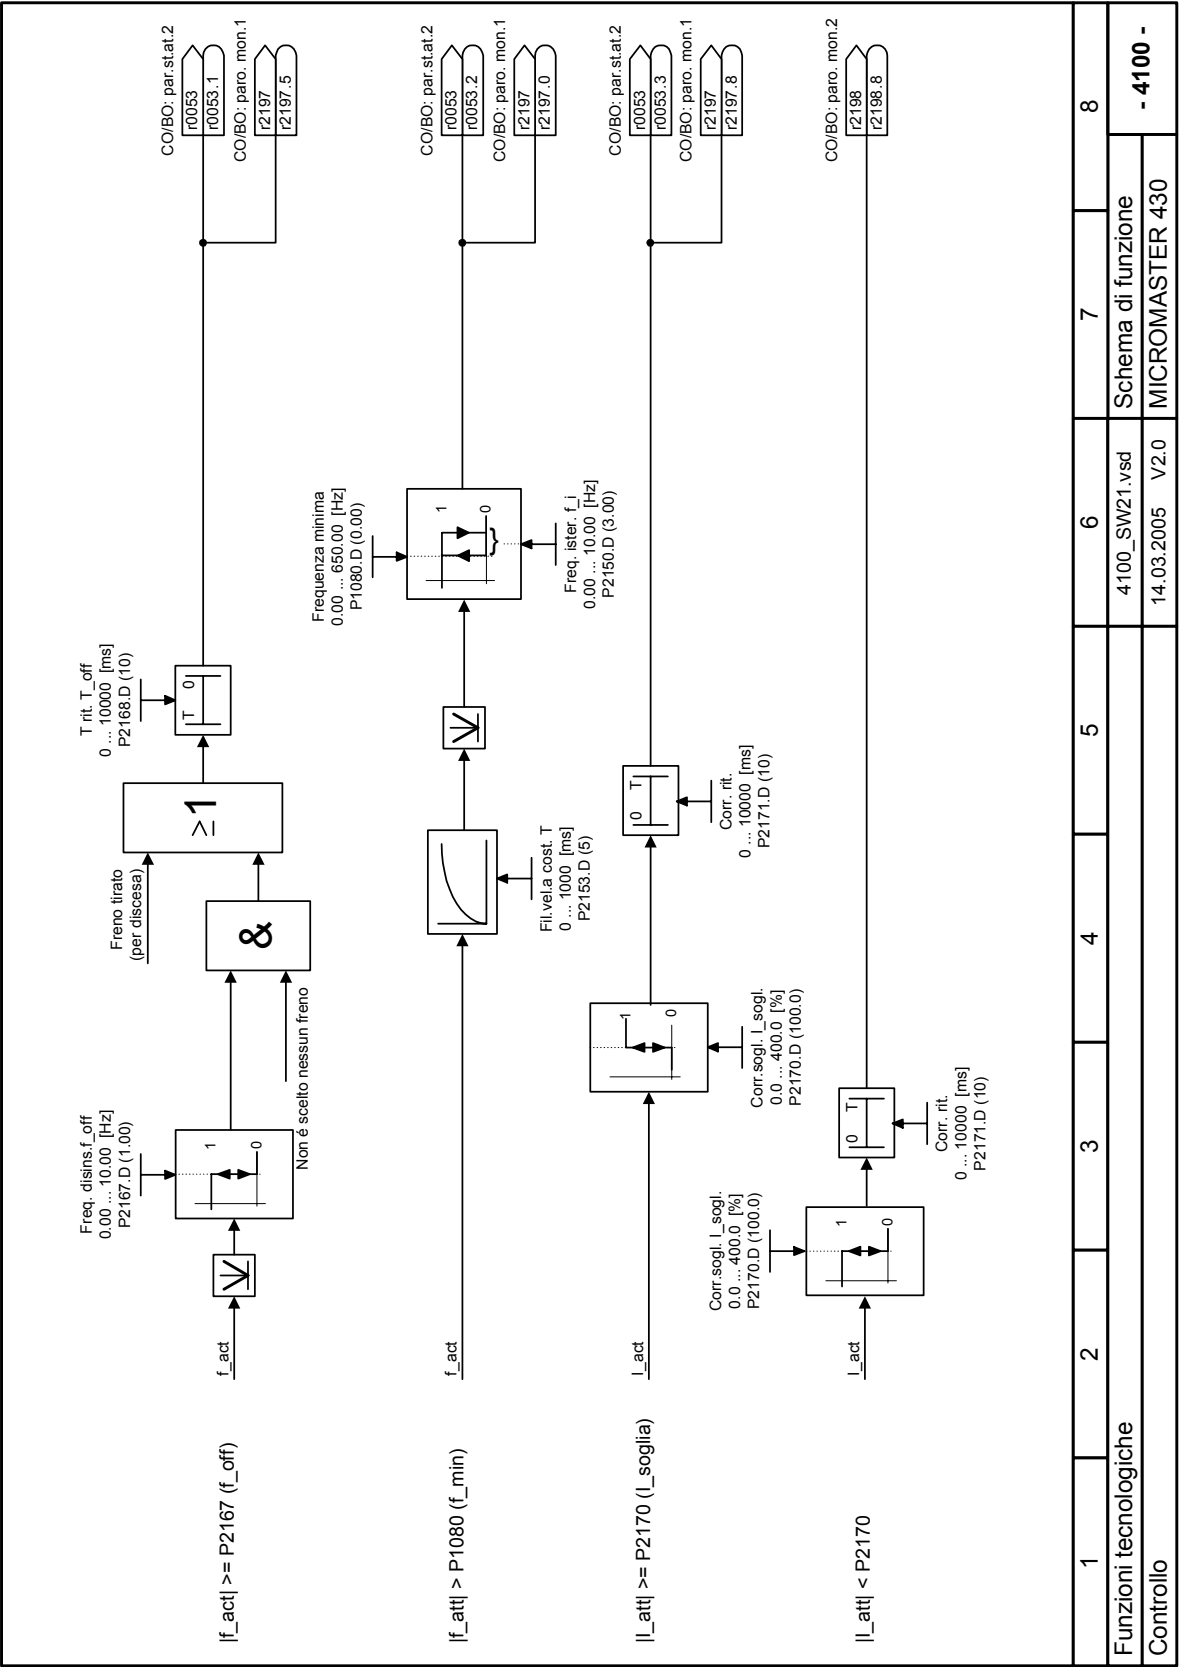 |f_act| >= P2167 (f_off)
f_act
Freq. disins.f_off
0.00 ... 10.00 [Hz]
P2167.D (1.00)
1
0
Non é scelto nessun freno
&
Freno tirato
(per discesa)
≥1
T rit. T_off
0 ... 10000 [ms]
P2168.D (10)
T 0
CO/BO: par.st.at.2
r0053
r0053.1
CO/BO: paro. mon.1
r2197
r2197.5
|f_att| > P1080 (f_min)
f_act
Fil.vel.a cost. T
0 ... 1000 [ms]
P2153.D (5)
Frequenza minima
0.00 ... 650.00 [Hz]
P1080.D (0.00)
1
0
}
Freq. ister. f_i
0.00 ... 10.00 [Hz]
P2150.D (3.00)
CO/BO: par.st.at.2
r0053
r0053.2
CO/BO: paro. mon.1
r2197
r2197.0
|I_att| >= P2170 (I_soglia)
I_act
1
0
Corr.sogl. I_sogl.
0.0 ... 400.0 [%]
P2170.D (100.0)
0 T
Corr. rit.
0 ... 10000 [ms]
P2171.D (10)
CO/BO: par.st.at.2
r0053
r0053.3
CO/BO: paro. mon.1
r2197
r2197.8
|I_att| < P2170
I_act
Corr.sogl. I_sogl.
0.0 ... 400.0 [%]
P2170.D (100.0)
1
0
0 T
Corr. rit.
0 ... 10000 [ms]
P2171.D (10)
CO/BO: paro. mon.2
r2198
r2198.8
1 2 3 4 5 6 7 8
Funzioni tecnologiche 4100_SW21.vsd Schema di funzione - 4100 -
Controllo 14.03.2005 V2.0 MICROMASTER 430